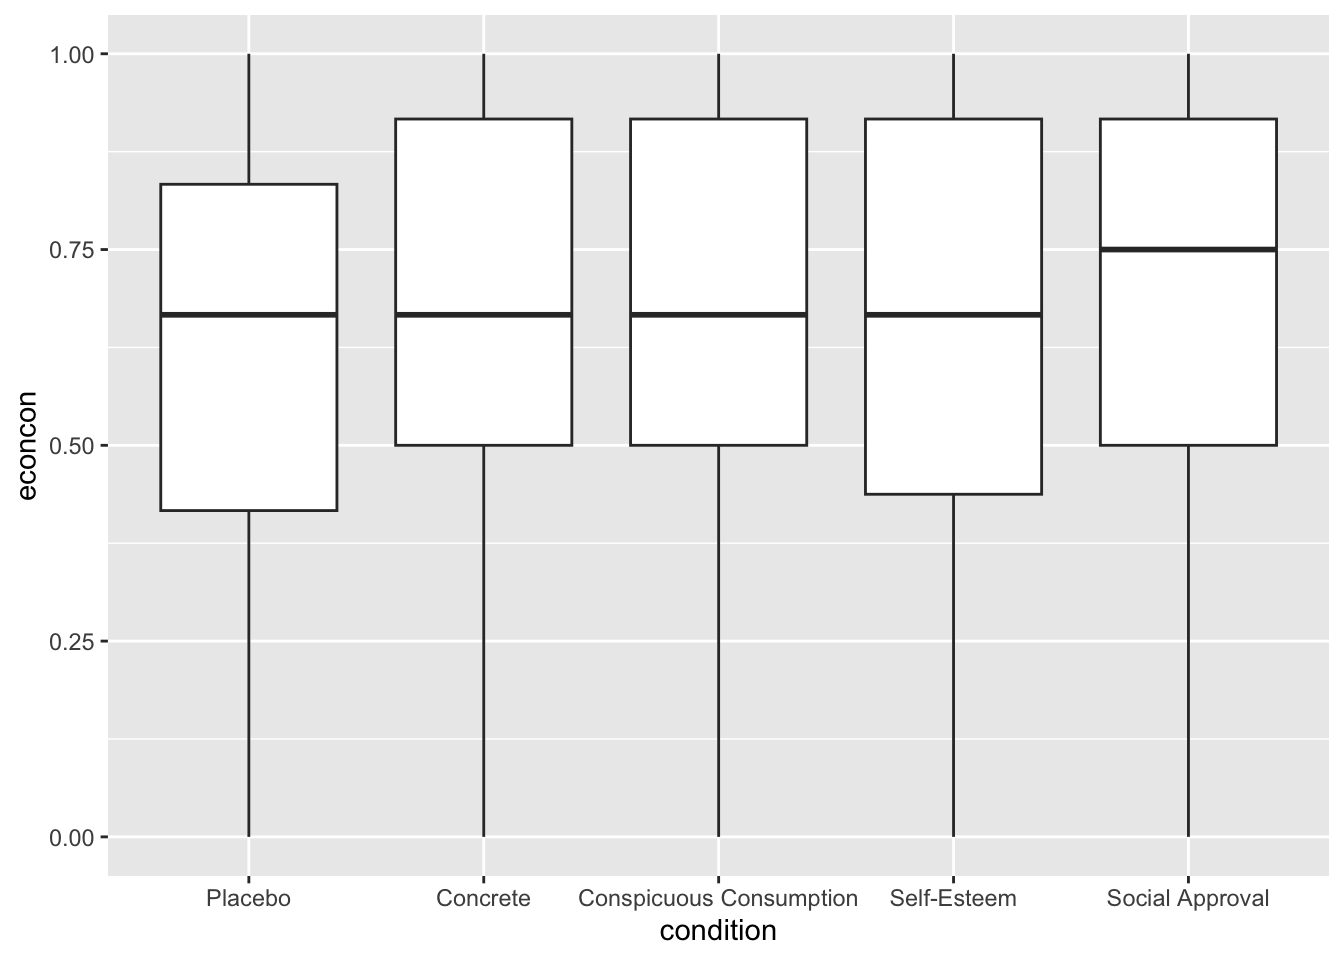 econcon
1.00
0.75
0.50
0.25
0.00
Placebo Concrete Conspicuous Consumption Self-Esteem Social Approval
condition